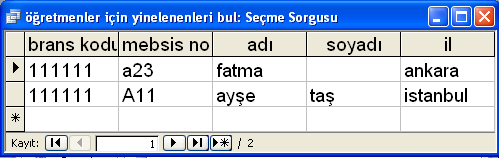 öğretmenler için yinelenenleri bul: Seçme Sorgusu
brans kodu mebsis no adı soyadı il
111111 a23 fatma ankara
111111 A11 ayşe taş istanbul
Kayıt: 1 / 2